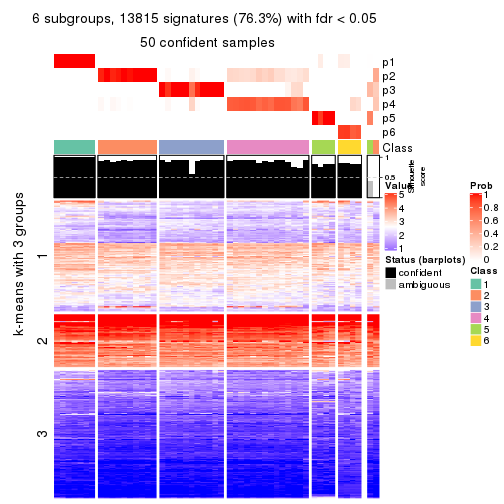 6 subgroups, 13815 signatures (76.3%) with fdr < 0.05
50 confident samples
p1
p2
p3
p4
p5
p6
Class
1
0.5
0
Silhouette
score
k-means with 3 groups
1
2
3
Value
5
4
3
2
1
Status (barplots)
confident
ambiguous
Prob
1
0.8
0.6
0.4
0.2
0
Class
1
2
3
4
5
6